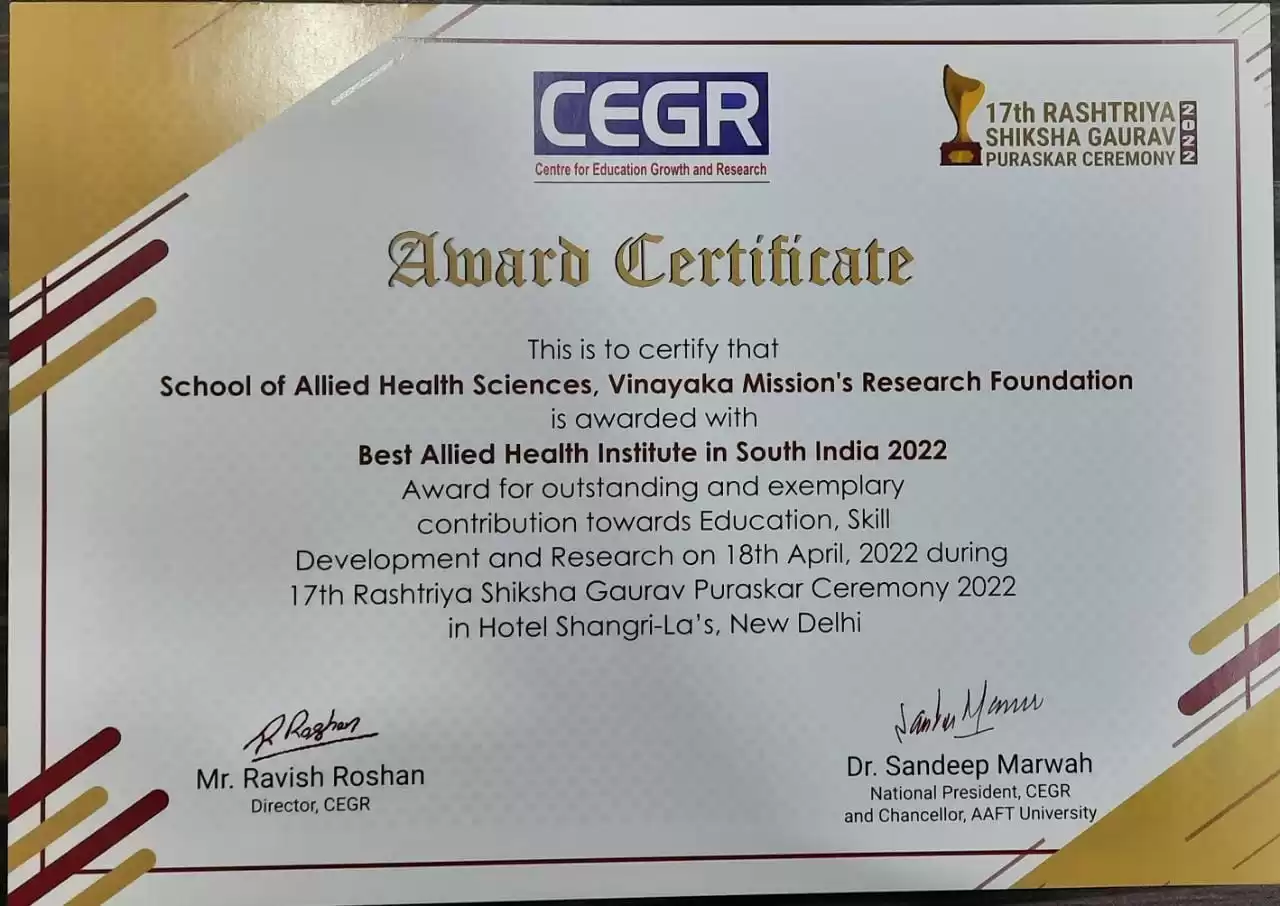 CEGR
Centre for Education Growth and Research
17th RASHTRIYA
SHIKSHA GAURAV
PURASKAR CEREMONY
2022
Award Certificate
This is to certify that
School of Allied Health Sciences, Vinayaka Mission's Research Foundation
is awarded with
Best Allied Health Institute in South India 2022
Award for outstanding and exemplary
contribution towards Education, Skill
Development and Research on 18th April, 2022 during
17th Rashtriya Shiksha Gaurav Puraskar Ceremony 2022
in Hotel Shangri-La's, New Delhi
R Roshan
Mr. Ravish Roshan
Director, CEGR
Dr. Sandeep Marwah
National President, CEGR
and Chancellor, AAFT University